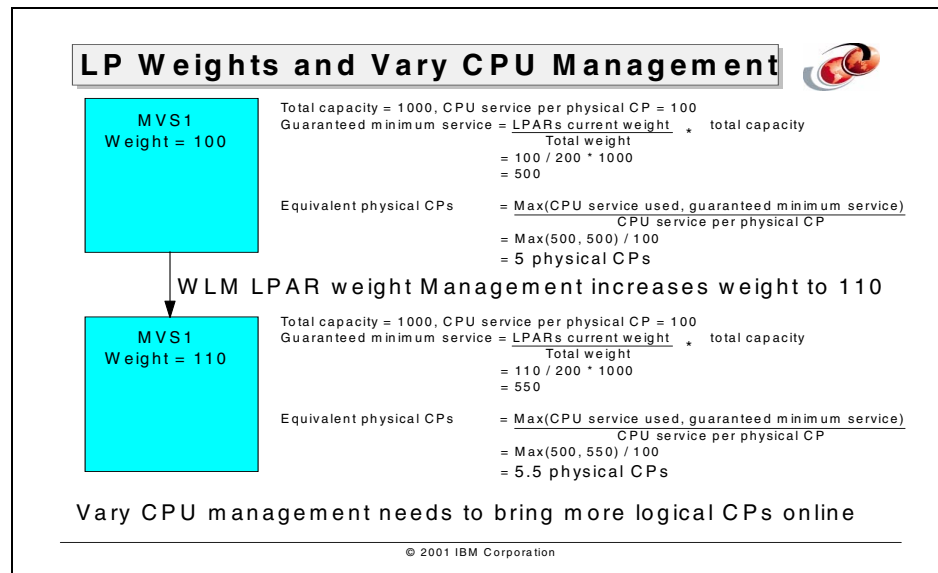 LP Weights and Vary CPU Management
MVS1
Weight = 100
Total capacity = 1000, CPU service per physical CP = 100
Guaranteed minimum service = LPARs current weight * total capacity
Total weight
= 100 / 200 * 1000
= 500
Equivalent physical CPs = Max(CPU service used, guaranteed minimum service)
CPU service per physical CP
= Max(500, 500) / 100
= 5 physical CPs
WLM LPAR weight Management increases weight to 110
MVS1
Weight = 110
Total capacity = 1000, CPU service per physical CP = 100
Guaranteed minimum service = LPARs current weight * total capacity
Total weight
= 110 / 200 * 1000
= 550
Equivalent physical CPs = Max(CPU service used, guaranteed minimum service)
CPU service per physical CP
= Max(500, 550) / 100
= 5.5 physical CPs
Vary CPU management needs to bring more logical CPs online
© 2001 IBM Corporation